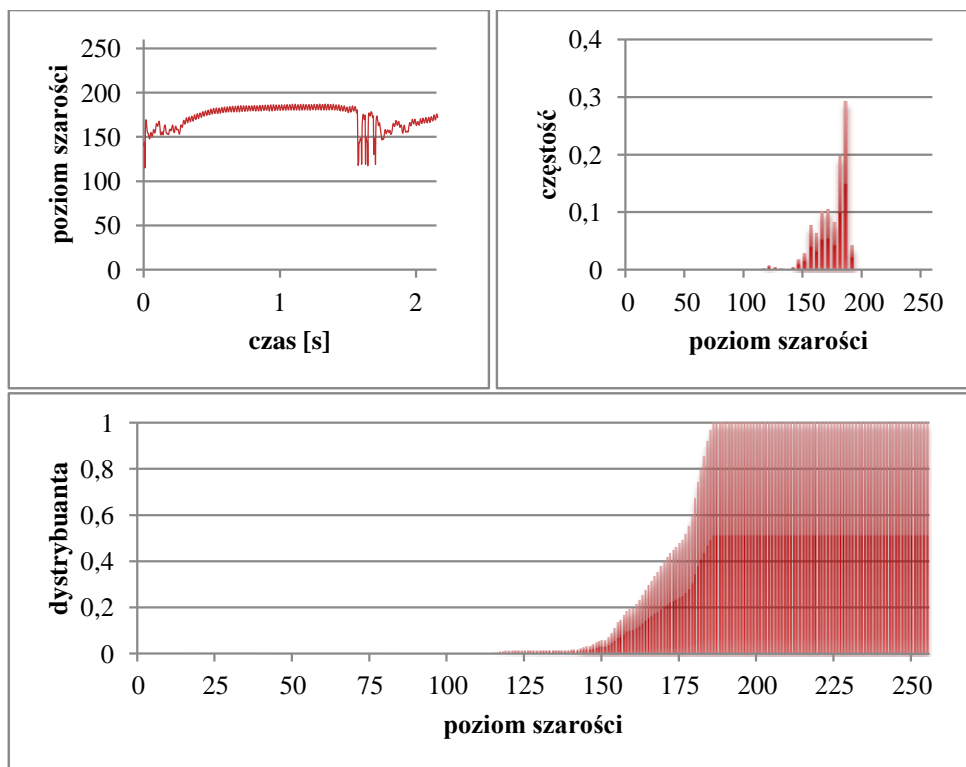 poziom szarości
250
200
150
100
50
0
0 1 2
czas [s]
częstość
0,4
0,3
0,2
0,1
0
0 50 100 150 200 250
poziom szarości
dystrybuanta
1
0,8
0,6
0,4
0,2
0
0 25 50 75 100 125 150 175 200 225 250
poziom szarości